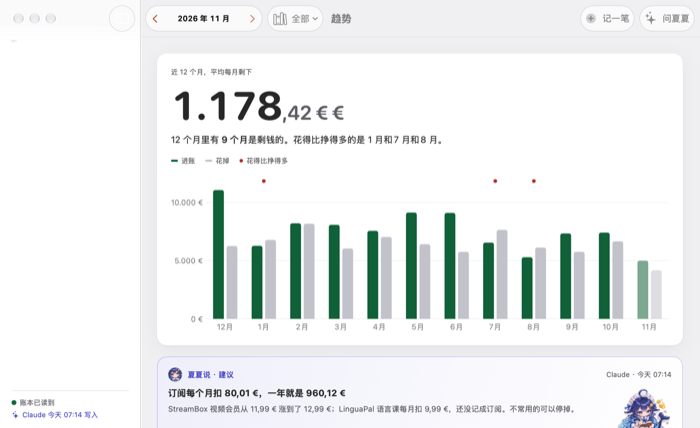 2026 年 11 月
全部
趋势
记一笔
问夏夏
近 12 个月，平均每月剩下
1.178,42 € €
12 个月里有 9 个月是剩钱的。花得比挣得多的是 1 月和7 月和8 月。
进账 花掉 花得比挣得多
10.000 €
5.000 €
0 €
12月 1月 2月 3月 4月 5月 6月 7月 8月 9月 10月 11月
夏夏说 · 建议
Claude · 今天 07:14
订阅每个月扣 80,01 €，一年就是 960,12 €
StreamBox 视频会员从 11,99 € 涨到了 12,99 €；LinguaPal 语言课每月扣 9,99 €，还没记成订阅。不常用的可以停掉。
账本已读到
Claude 今天 07:14 写入